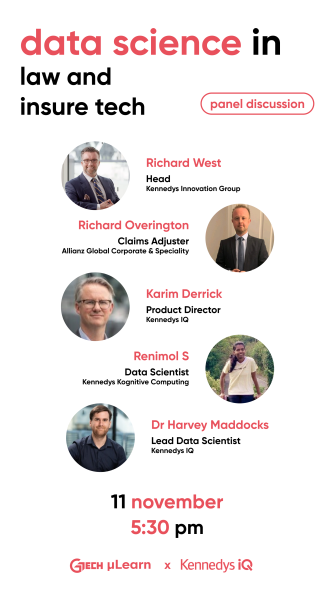 data science in
law and
insure tech
panel discussion
Richard West
Head
Kennedys Innovation Group
Richard Overington
Claims Adjuster
Allianz Global Corporate & Speciality
Karim Derrick
Product Director
Kennedys IQ
Renimol S
Data Scientist
Kennedys Kognitive Computing
Dr Harvey Maddocks
Lead Data Scientist
Kennedys IQ
11 november
5:30 pm
GTECH µLearn x Kennedys iQ